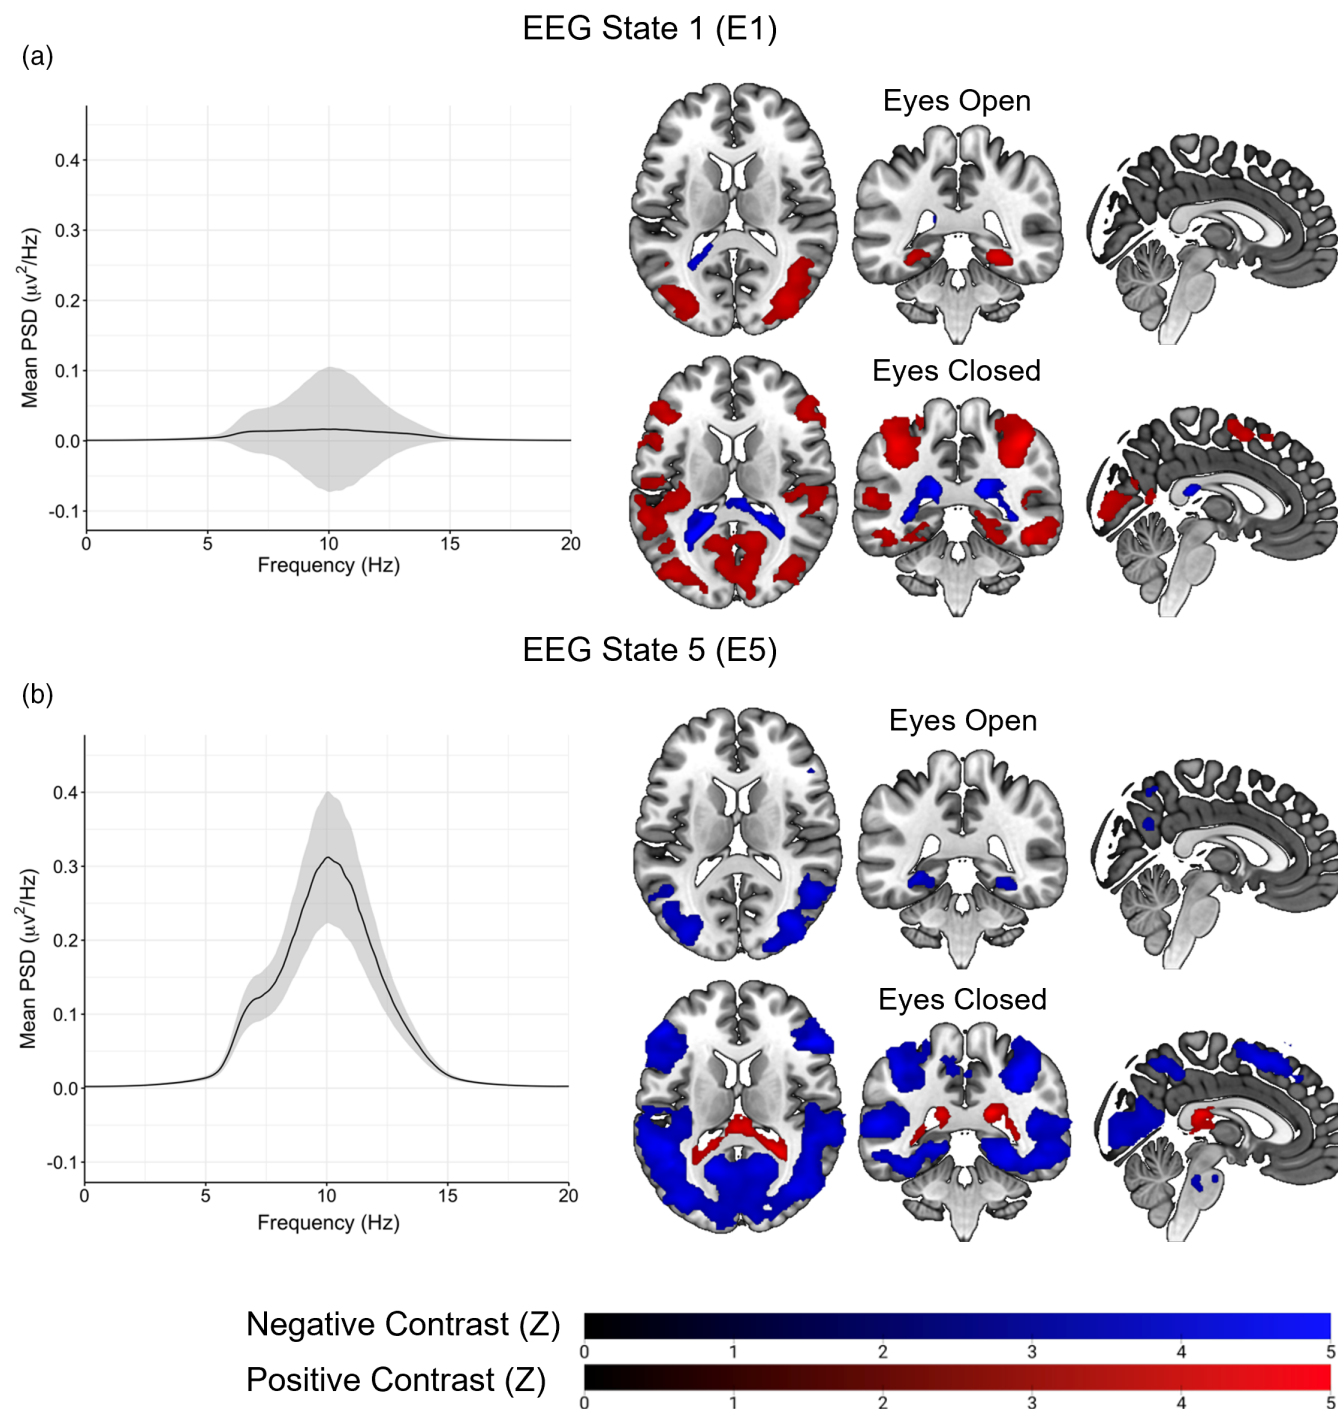 EEG State 1 (E1)
(a)
Eyes Open
0.4
0.3
0.2
0.1
0.0
-0.1
Mean PSD (μv²/Hz)
0 5 10 15 20
Frequency (Hz)
Eyes Closed
EEG State 5 (E5)
(b)
Eyes Open
0.4
0.3
0.2
0.1
0.0
-0.1
Mean PSD (μv²/Hz)
0 5 10 15 20
Frequency (Hz)
Eyes Closed
Negative Contrast (Z)
0 1 2 3 4 5
Positive Contrast (Z)
0 1 2 3 4 5